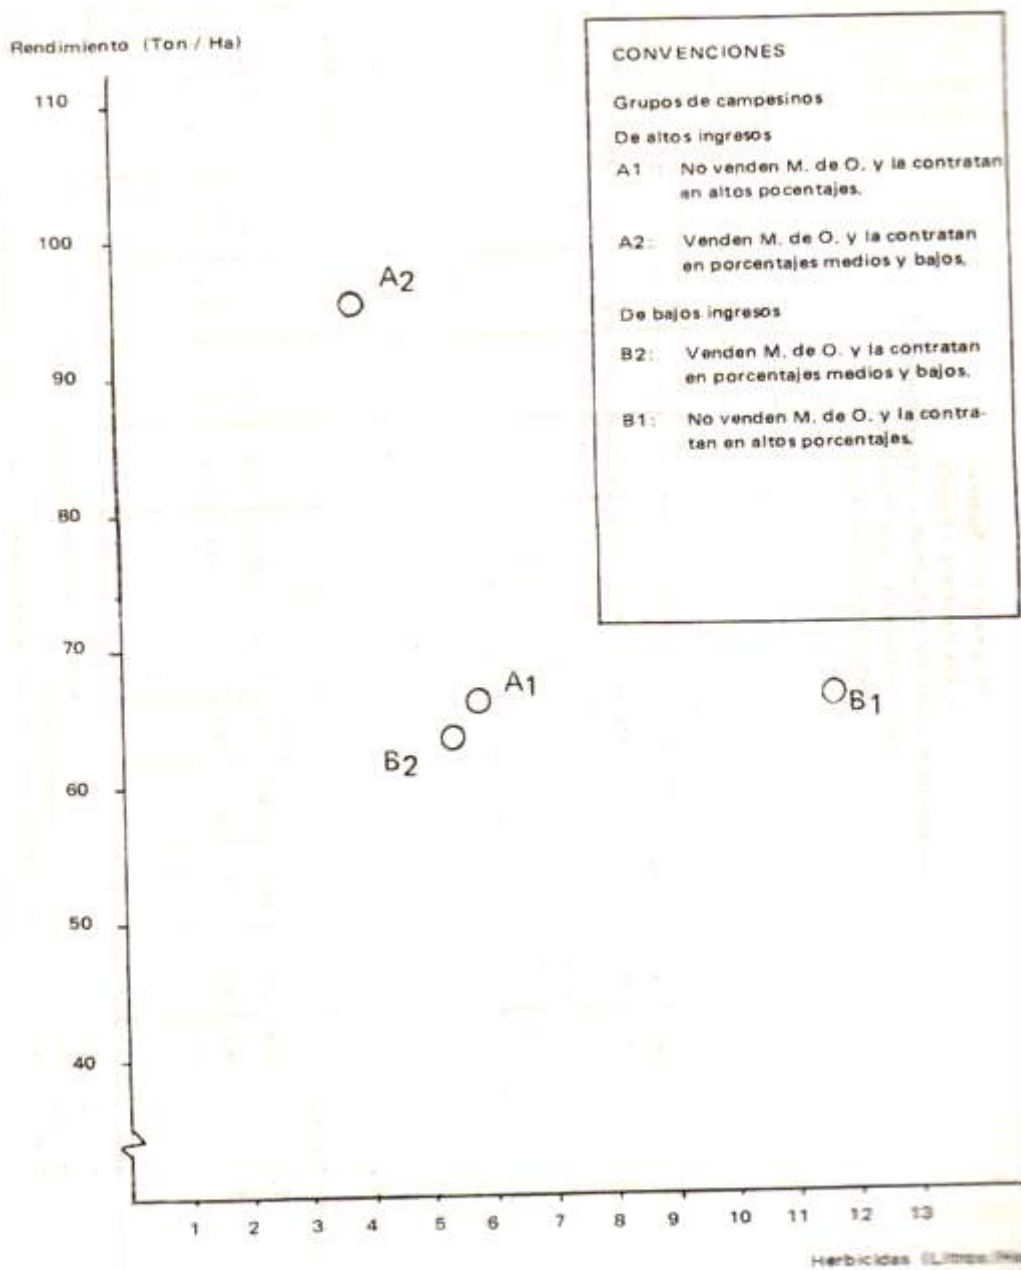 Rendimiento (Ton / Ha)
110
100
90
80
70
60
50
40
CONVENCIONES
Grupos de campesinos
De altos ingresos
A1 : No venden M. de O. y la contratan
en altos pocentajes.
A2: Venden M. de O. y la contratan
en porcentajes medios y bajos.
De bajos ingresos
B2: Venden M. de O. y la contratan
en porcentajes medios y bajos.
B1: No venden M. de O. y la contra-
tan en altos porcentajes.
A2
A1
B1
B2
1 2 3 4 5 6 7 8 9 10 11 12 13
Herbicidas